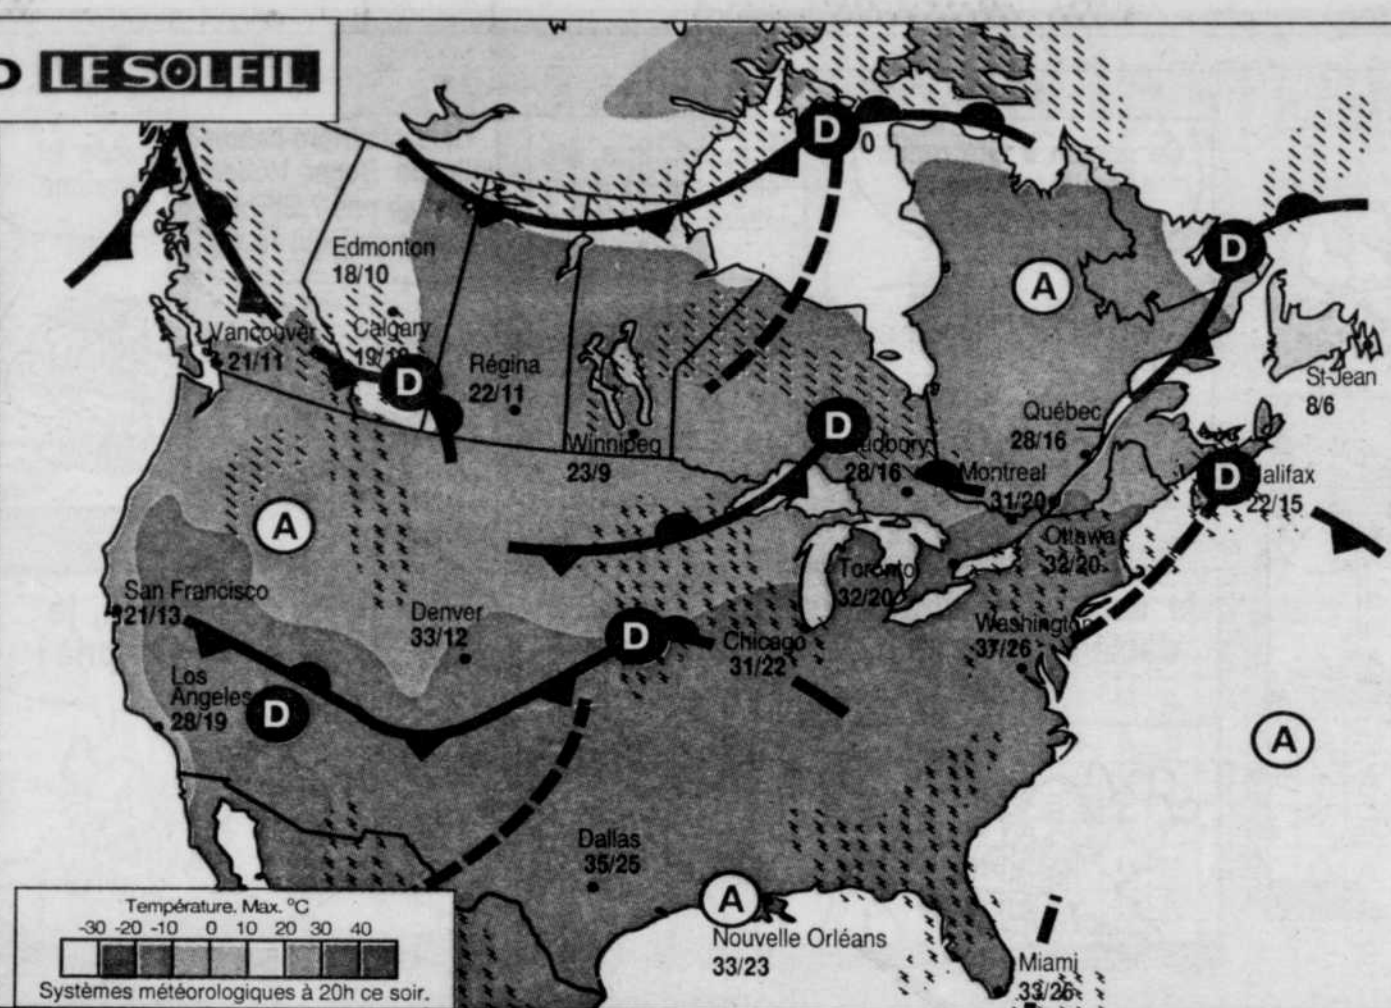 D LE SOLEIL
D
D
Edmonton
18/10
A
Vancouver
21/11
Calgary
D
Régina
22/11
St-Jean
8/6
Québec
28/16
D
Winnipeg
23/9
28/16
Montreal
31/20
D
22/15
A
Ottawa
32/20
Toronto
32/20
San Francisco
21/13
Denver
33/12
D
Chicago
31/22
Washington
37/26
Los
Angeles
28/19
D
A
Dallas
35/25
A
Nouvelle Orléans
33/23
Miami
33/26
Température. Max. °C
-30 -20 -10 0 10 20 30 40
Systèmes météorologiques à 20h ce soir.